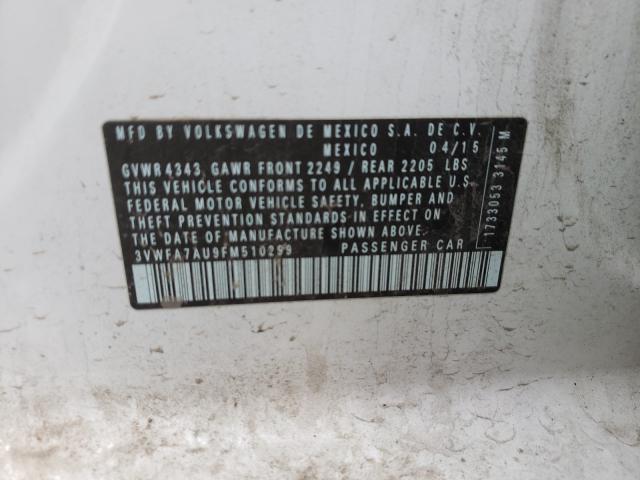 MFD BY VOLKSWAGEN DE MEXICO S.A. DE C.V.
MEXICO 04/15
GVWR 4343, GAWR FRONT 2249 / REAR 2205 LBS
THIS VEHICLE CONFORMS TO ALL APPLICABLE U.S.
FEDERAL MOTOR VEHICLE SAFETY, BUMPER AND
THEFT PREVENTION STANDARDS IN EFFECT ON
THE DATE OF MANUFACTURE SHOWN ABOVE.
3VWFA7AU9FM510299 PASSENGER CAR
1733053 3145 M